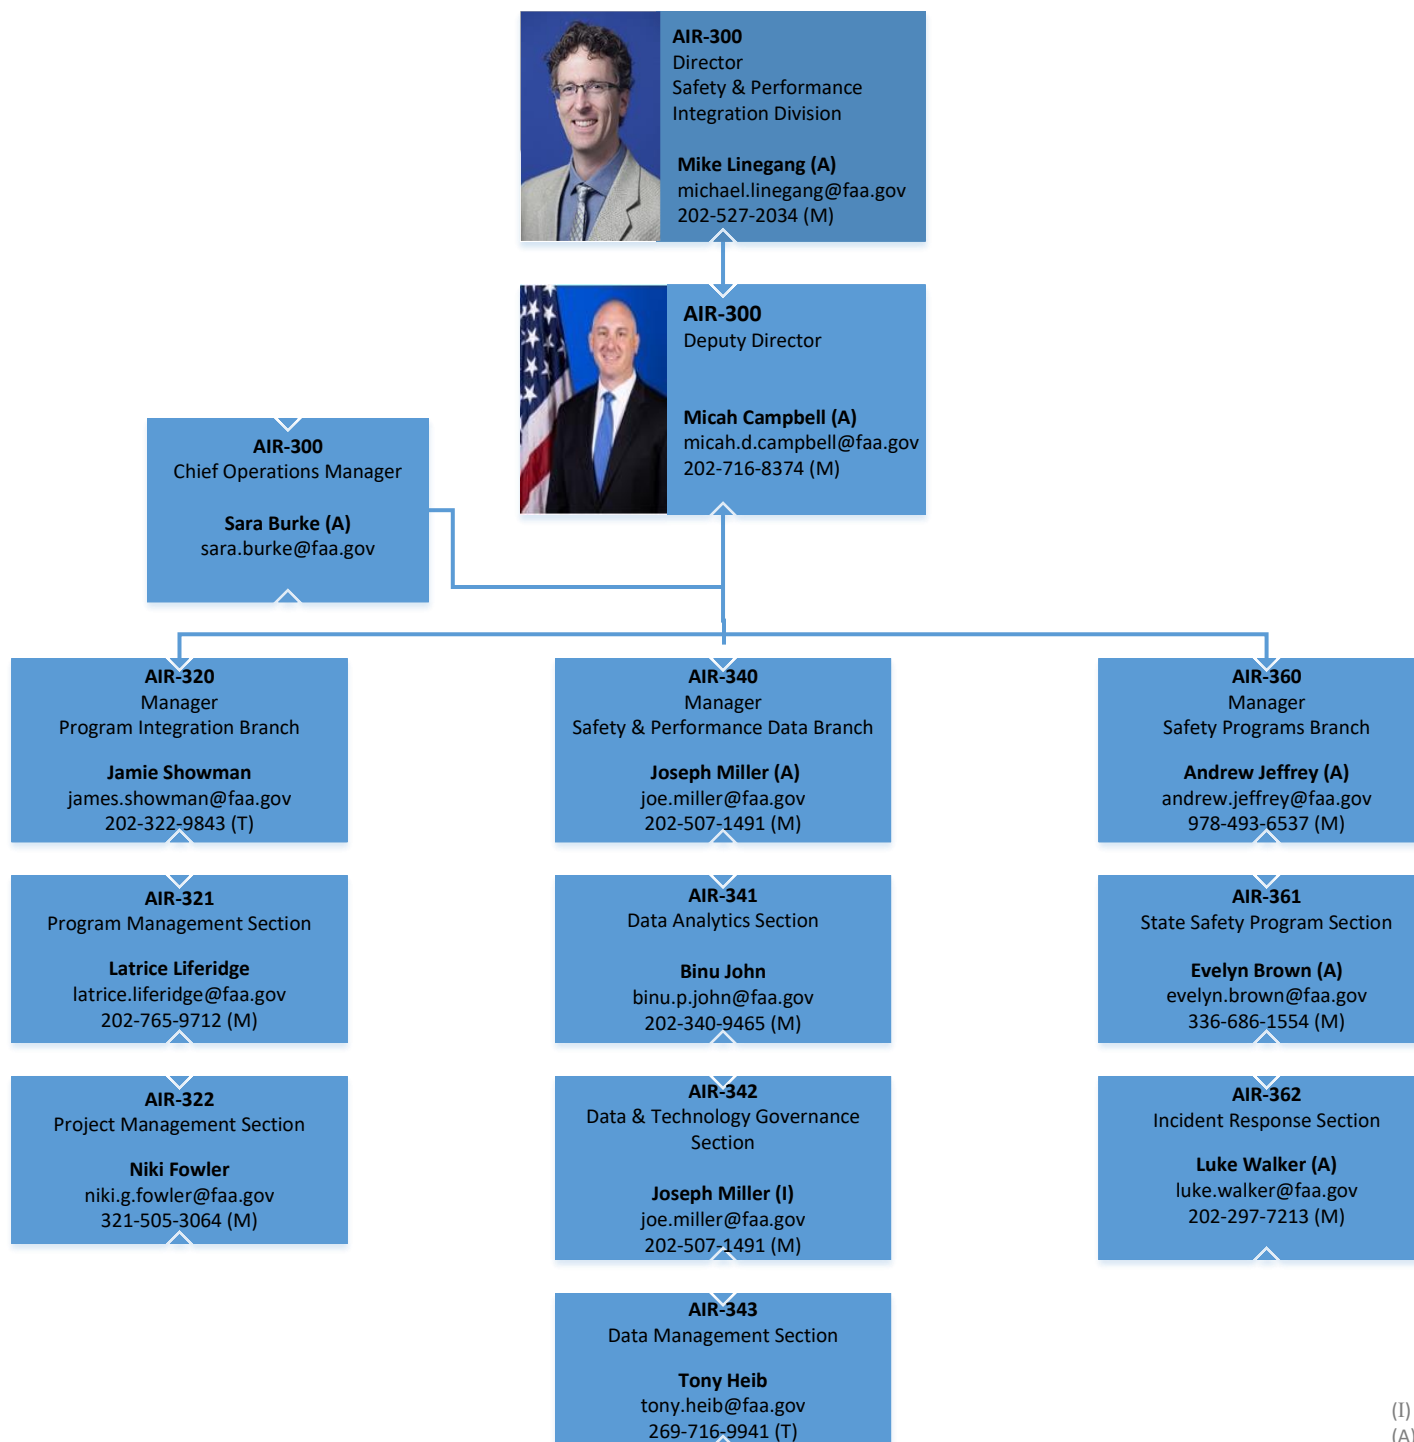 AIR-300
Director
Safety & Performance
Integration Division
Mike Linegang (A)
michael.linegang@faa.gov
202-527-2034 (M)
AIR-300
Deputy Director
Micah Campbell (A)
micah.d.campbell@faa.gov
202-716-8374 (M)
AIR-300
Chief Operations Manager
Sara Burke (A)
sara.burke@faa.gov
AIR-320
Manager
Program Integration Branch
Jamie Showman
james.showman@faa.gov
202-322-9843 (T)
AIR-321
Program Management Section
Latrice Liferidge
latrice.liferidge@faa.gov
202-765-9712 (M)
AIR-322
Project Management Section
Niki Fowler
niki.g.fowler@faa.gov
321-505-3064 (M)
AIR-340
Manager
Safety & Performance Data Branch
Joseph Miller (A)
joe.miller@faa.gov
202-507-1491 (M)
AIR-341
Data Analytics Section
Binu John
binu.p.john@faa.gov
202-340-9465 (M)
AIR-342
Data & Technology Governance
Section
Joseph Miller (I)
joe.miller@faa.gov
202-507-1491 (M)
AIR-343
Data Management Section
Tony Heib
tony.heib@faa.gov
269-716-9941 (T)
AIR-360
Manager
Safety Programs Branch
Andrew Jeffrey (A)
andrew.jeffrey@faa.gov
978-493-6537 (M)
AIR-361
State Safety Program Section
Evelyn Brown (A)
evelyn.brown@faa.gov
336-686-1554 (M)
AIR-362
Incident Response Section
Luke Walker (A)
luke.walker@faa.gov
202-297-7213 (M)
(I)
(A)